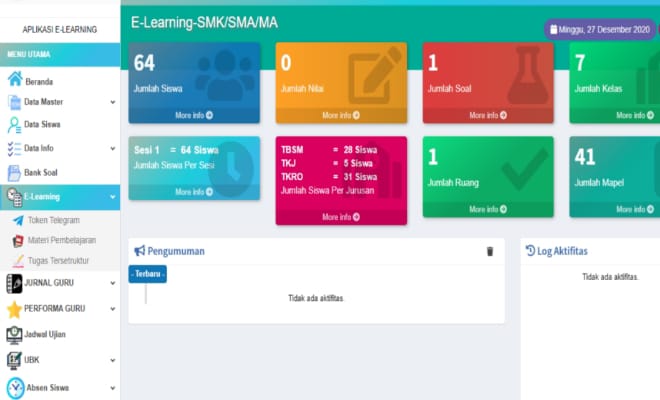 APLIKASI E-LEARNING
MENU UTAMA
Beranda
Data Master
Data Siswa
Data Info
Bank Soal
E-Learning
Token Telegram
Materi Pembelajaran
Tugas Tersetruktur
JURNAL GURU
PERFORMA GURU
Jadwal Ujian
UBK
Absen Siswa
E-Learning-SMK/SMA/MA
Minggu, 27 Desember 2020
64
Jumlah Siswa
More info
0
Jumlah Nilai
More info
1
Jumlah Soal
More info
7
Jumlah Kelas
More info
Sesi 1 = 64 Siswa
Jumlah Siswa Per Sesi
More info
TBSM = 28 Siswa
TKJ = 5 Siswa
TKRO = 31 Siswa
Jumlah Siswa Per Jurusan
More info
1
Jumlah Ruang
More info
41
Jumlah Mapel
More info
Pengumuman
- Terbaru -
Tidak ada aktifitas.
Log Aktifitas
Tidak ada aktifitas.